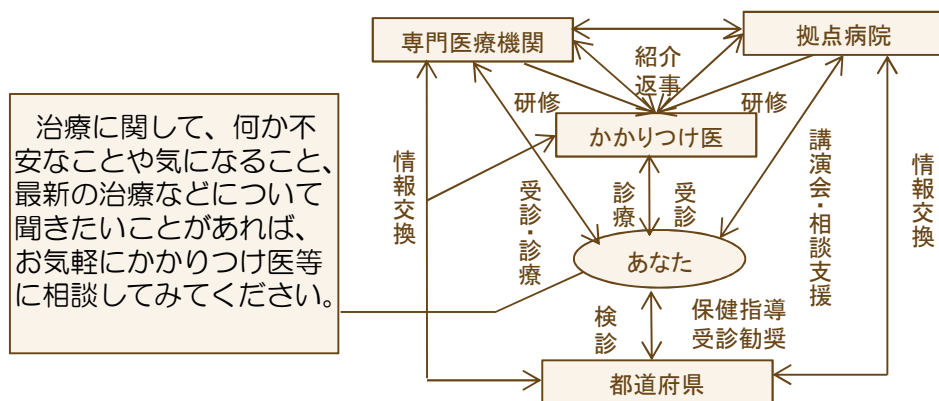 専門医療機関
拠点病院
紹介
返事
研修
研修
かかりつけ医
治療に関して、何か不
安なことや気になること、
最新の治療などについて
聞きたいことがあれば、
お気軽にかかりつけ医等
に相談してみてください。
情報交換
受診・診療
診療
受診
講演会・相談支援
情報交換
あなた
検診
保健指導
受診勧奨
都道府県